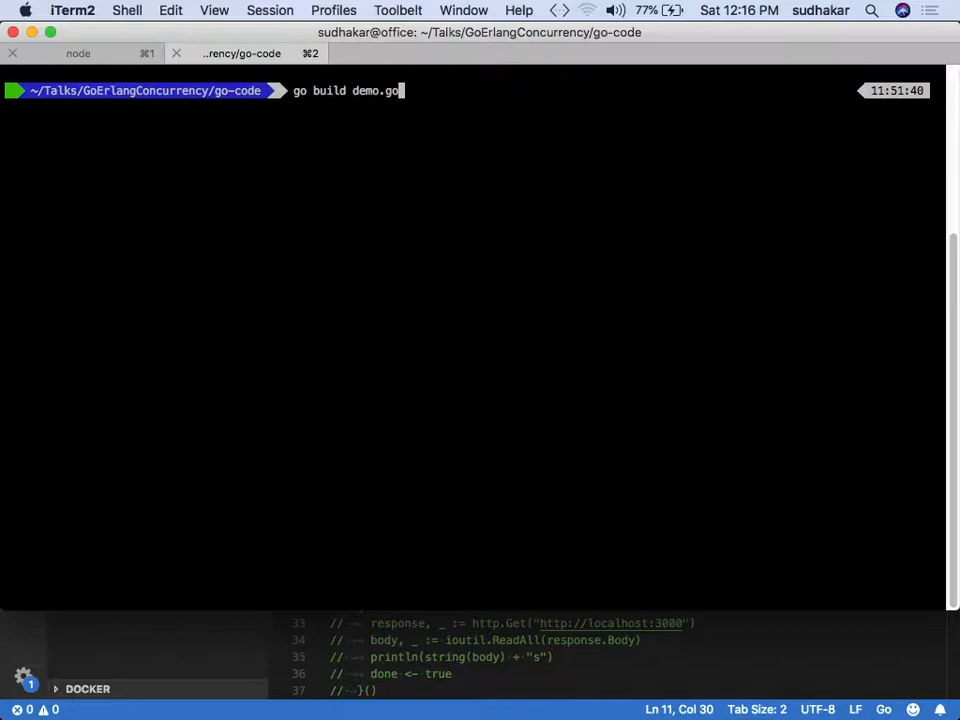 iTerm2 Shell Edit View Session Profiles Toolbelt Window Help 77% Sat 12:16 PM sudhakar
sudhakar@office: ~/Talks/GoErlangConcurrency/go-code
node ⌘1 ..rency/go-code ⌘2
~/Talks/GoErlangConcurrency/go-code go build demo.go 11:51:40
33 // response, _ := http.Get("http://localhost:3000")
34 // body, _ := ioutil.ReadAll(response.Body)
35 // println(string(body) + "s")
36 // done <- true
37 // }()
1
DOCKER
0 0 Ln 11, Col 30 Tab Size: 2 UTF-8 LF Go